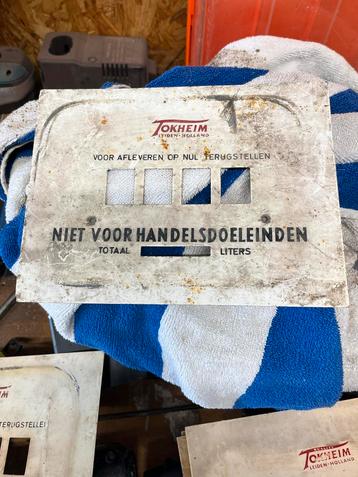 TOKHEIM
LEIDEN-HOLLAND
VOOR AFLEVEREN OP NUL TERUGSTELLEN
NIET VOOR HANDELSDOELEINDEN
TOTAAL LITERS
TERUGSTELLEN
TOKHEIM
LEIDEN-HOLLAND